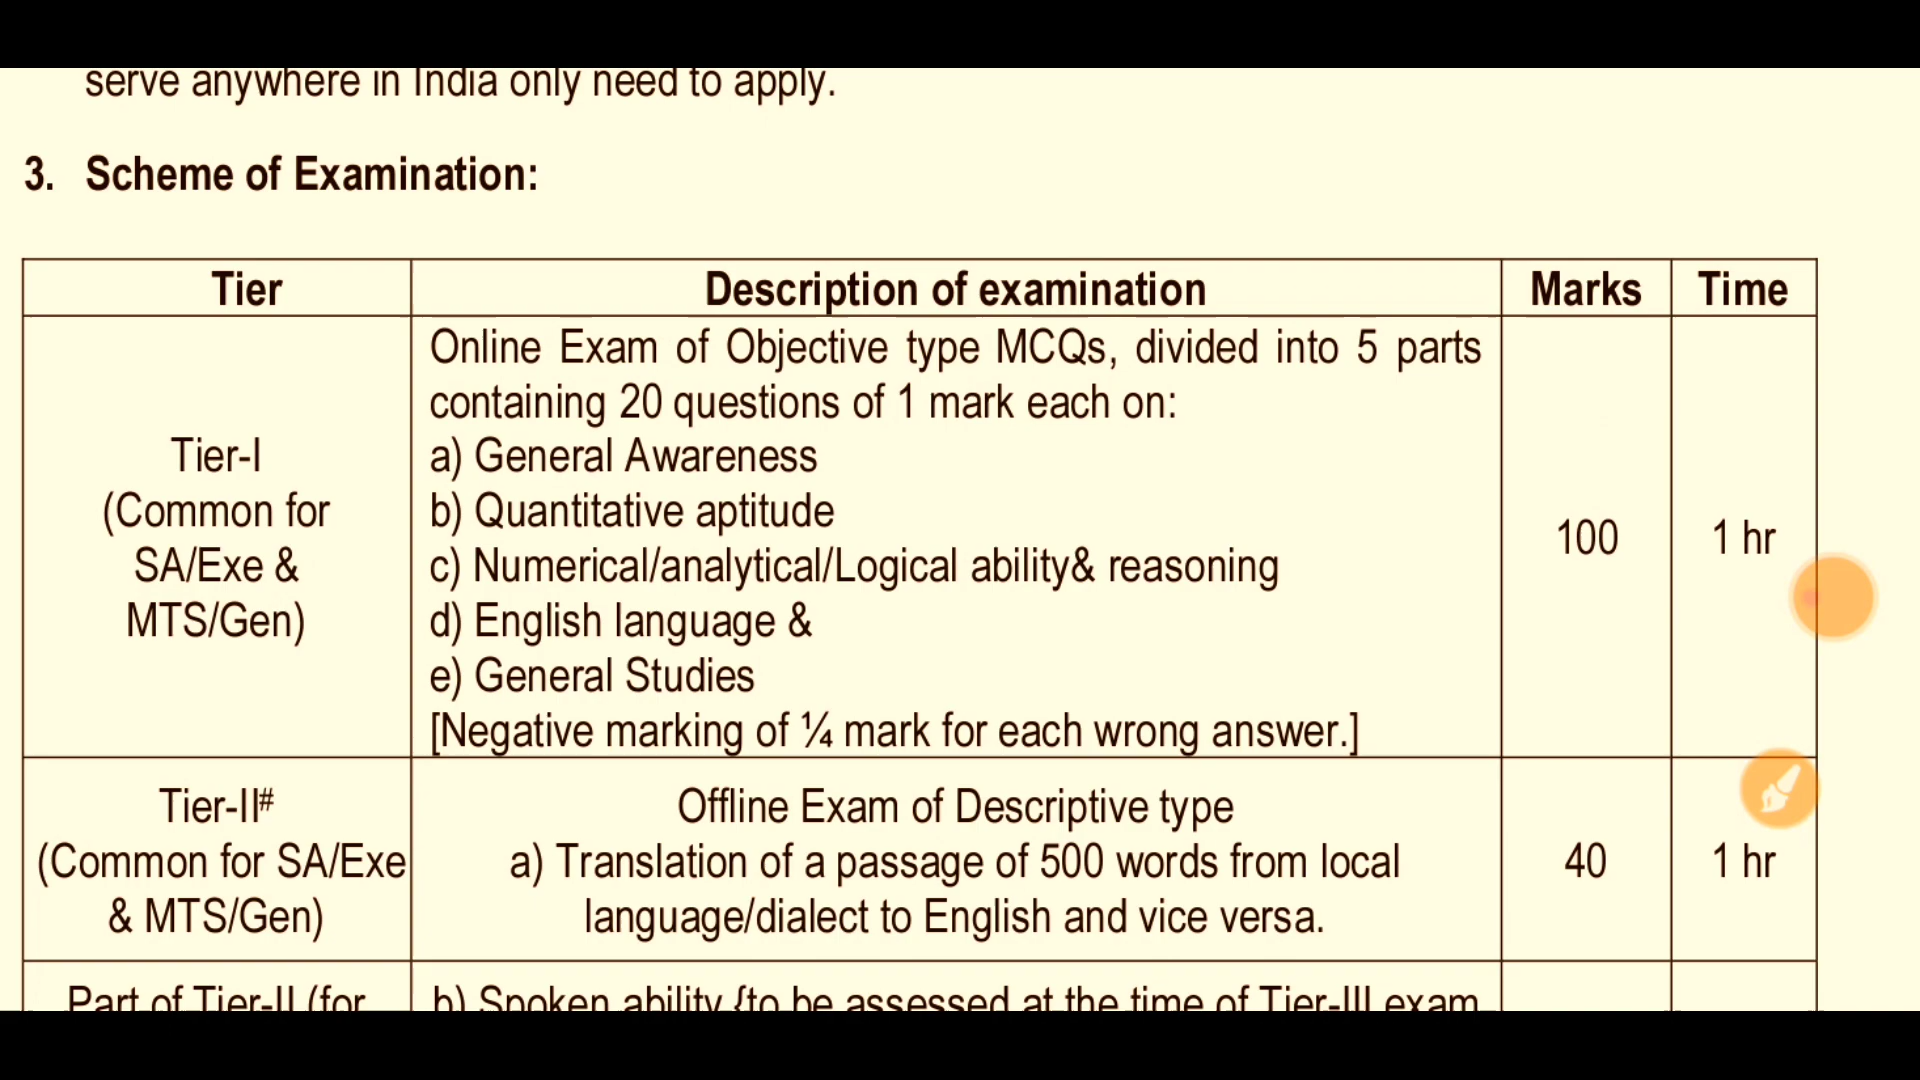 serve anywhere in India only need to apply.
3. Scheme of Examination:
Tier Description of examination Marks Time
Tier-I
(Common for
SA/Exe &
MTS/Gen)
Online Exam of Objective type MCQs, divided into 5 parts
containing 20 questions of 1 mark each on:
a) General Awareness
b) Quantitative aptitude
c) Numerical/analytical/Logical ability& reasoning
d) English language &
e) General Studies
[Negative marking of ¼ mark for each wrong answer.]
100
1 hr
Tier-II#
(Common for SA/Exe
& MTS/Gen)
Offline Exam of Descriptive type
a) Translation of a passage of 500 words from local
language/dialect to English and vice versa.
40
1 hr
Part of Tier-II (for
b) Spoken ability {to be assessed at the time of Tier-III exam